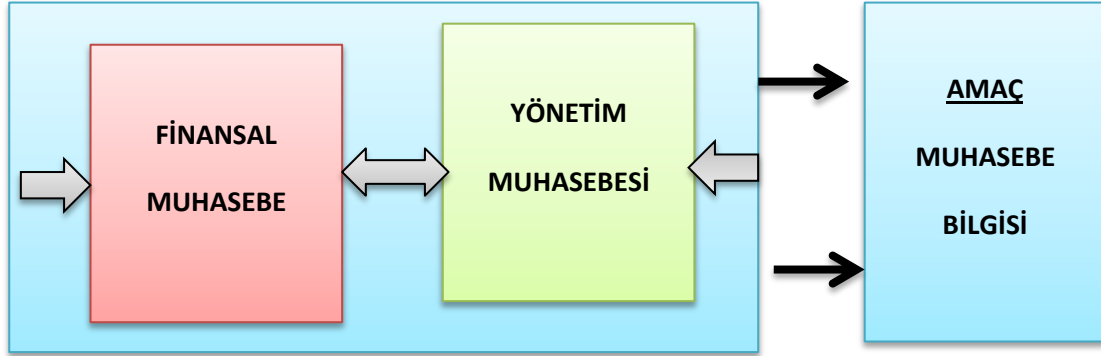 FİNANSAL
MUHASEBE
YÖNETİM
MUHASEBESİ
AMAÇ
MUHASEBE
BİLGİSİ